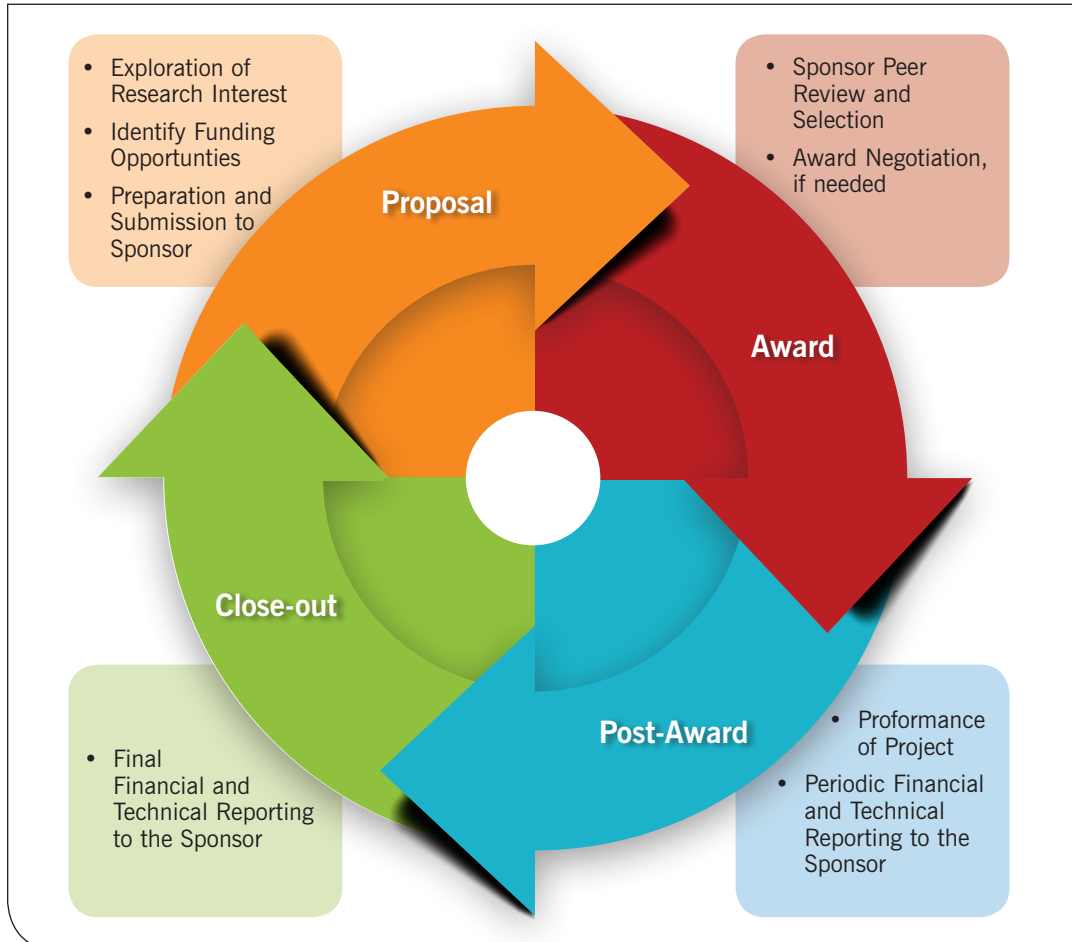 • Exploration of
Research Interest
• Identify Funding
Opportunties
• Preparation and
Submission to
Sponsor
• Sponsor Peer
Review and
Selection
• Award Negotiation,
if needed
Proposal
Award
Close-out
Post-Award
• Final
Financial and
Technical Reporting
to the Sponsor
• Proformance
of Project
• Periodic Financial
and Technical
Reporting to the
Sponsor